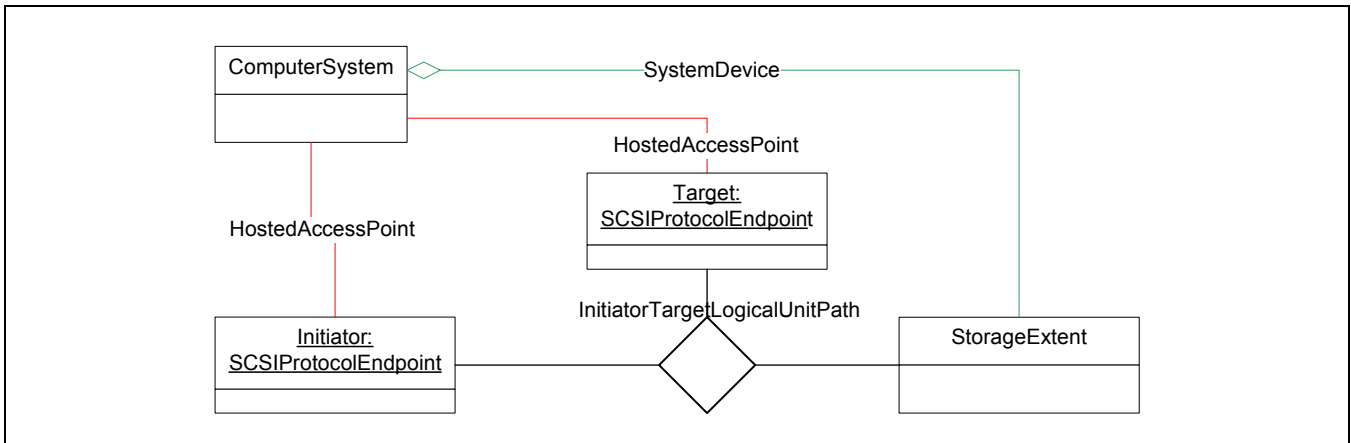 ComputerSystem
SystemDevice
HostedAccessPoint
Target:
SCSIProtocolEndpoint
HostedAccessPoint
InitiatorTargetLogicalUnitPath
Initiator:
SCSIProtocolEndpoint
StorageExtent